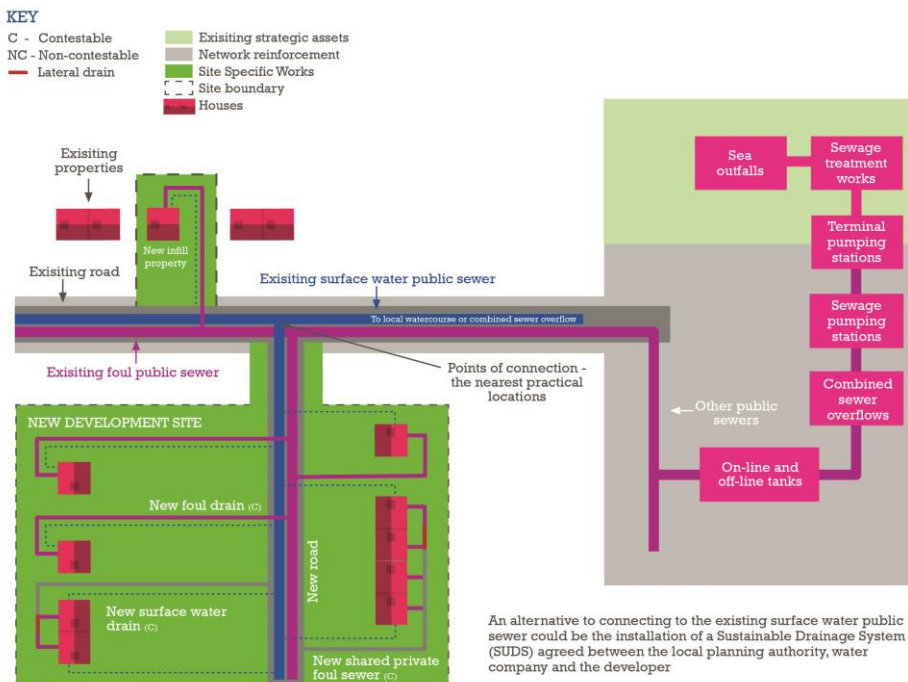 KEY
C - Contestable
NC - Non-contestable
Lateral drain
Exisiting strategic assets
Network reinforcement
Site Specific Works
Site boundary
Houses
Exisiting
properties
New infill
property
Exisiting road
Exisiting surface water public sewer
To local watercourse or combined sewer overflow
Exisiting foul public sewer
Points of connection -
the nearest practical
locations
Sea
outfalls
Sewage
treatment
works
Terminal
pumping
stations
Sewage
pumping
stations
Combined
sewer
overflows
Other public
sewers
On-line and
off-line tanks
NEW DEVELOPMENT SITE
New foul drain (C)
New road
New surface water
drain (C)
New shared private
foul sewer (C)
An alternative to connecting to the existing surface water public
sewer could be the installation of a Sustainable Drainage System
(SUDS) agreed between the local planning authority, water
company and the developer